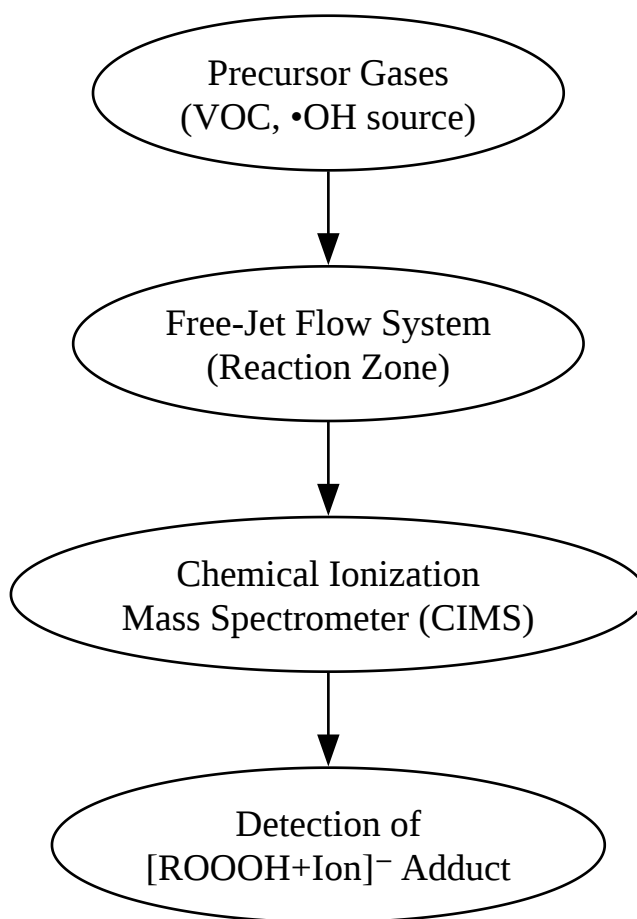 Precursor Gases
(VOC, •OH source)
Free-Jet Flow System
(Reaction Zone)
Chemical Ionization
Mass Spectrometer (CIMS)
Detection of
[ROOOH+Ion]⁻ Adduct